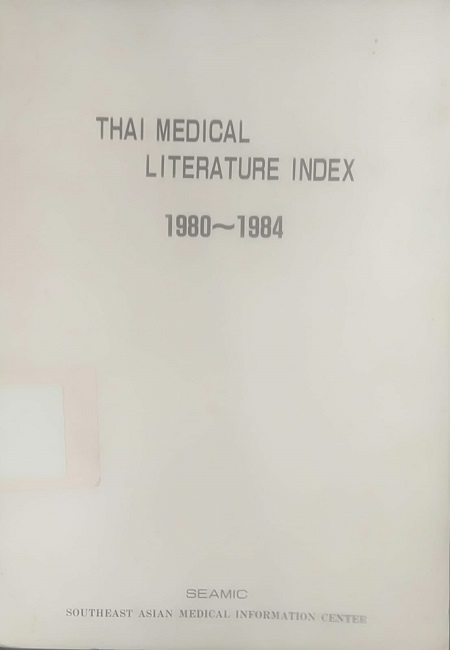 THAI MEDICAL
LITERATURE INDEX
1980~1984
SEAMIC
SOUTHEAST ASIAN MEDICAL INFORMATION CENTER